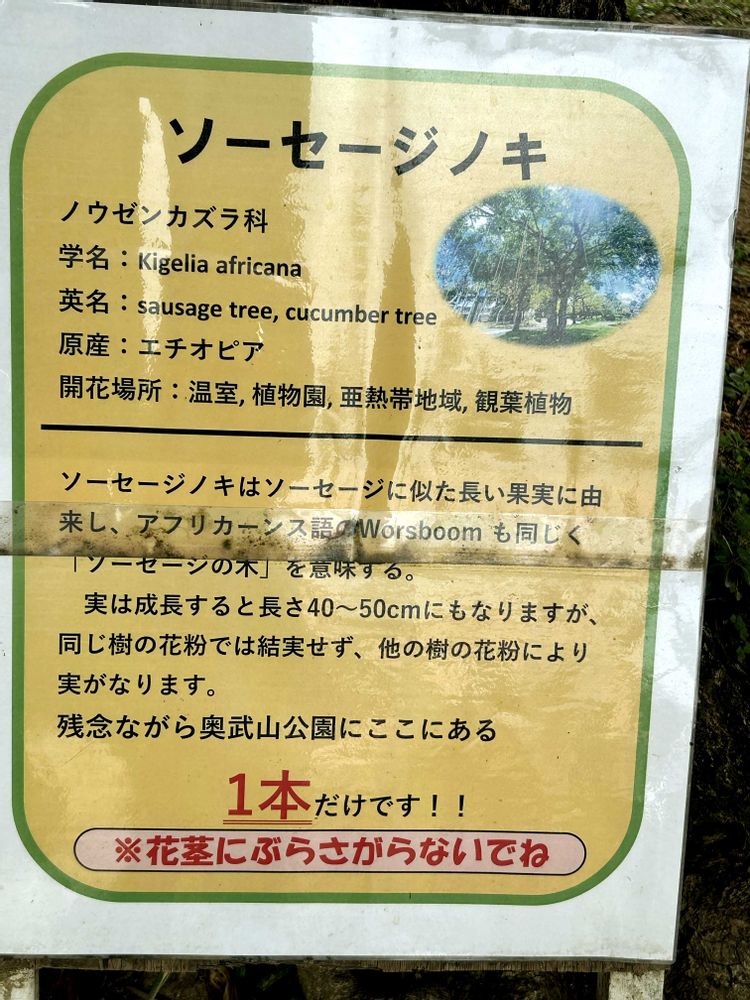 ソーセージノキ
ノウゼンカズラ科
学名：Kigelia africana
英名：sausage tree, cucumber tree
原産：エチオピア
開花場所：温室, 植物園, 亜熱帯地域, 観葉植物
ソーセージノキはソーセージに似た長い果実に由
来し、アフリカーンス語のWorsboom も同じく
「ソーセージの木」を意味する。
実は成長すると長さ40～50cmにもなりますが、
同じ樹の花粉では結実せず、他の樹の花粉により
実がなります。
残念ながら奥武山公園にここにある
1本だけです！！
※花茎にぶらさがらないでね